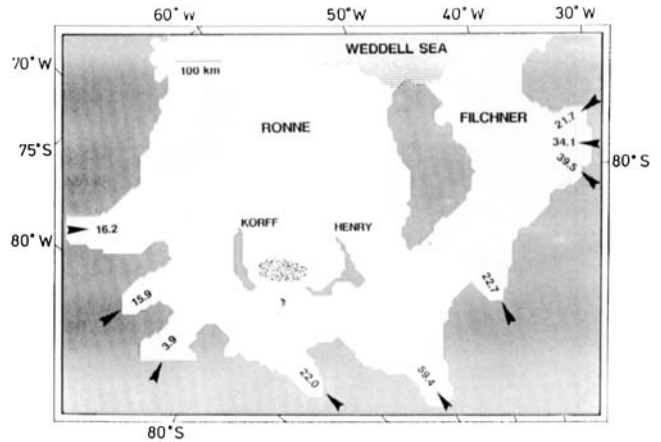 60° W
50° W
40° W
30° W
70° W
WEDDELL SEA
100 km
RONNE
FILCHNER
21.7
34.1
39.5
75° S
80° S
16.2
KORFF
HENRY
80° W
?
15.9
22.7
3.9
22.0
59.4
80° S